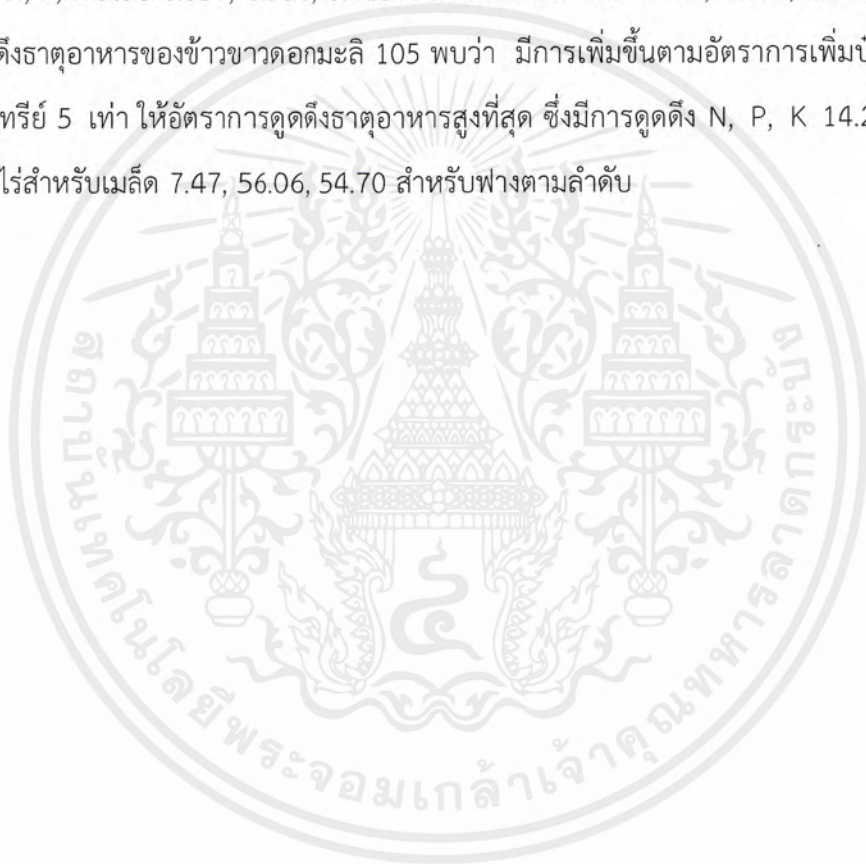 ดึงธาตุอาหารของข้าวขาวดอกมะลิ 105 พบว่า มีการเพิ่มขึ้นตามอัตราการเพิ่ม
ทรีย์ 5 เท่า ให้อัตราการดูดดึงธาตุอาหารสูงที่สุด ซึ่งมีการดูดดึง N, P, K 14.2
ไร่สำหรับเมล็ด 7.47, 56.06, 54.70 สำหรับฟางตามลำดับ
สถาบันเทคโนโลยีพระจอมเกล้าเจ้าคุณทหารลาดกระบัง
๔